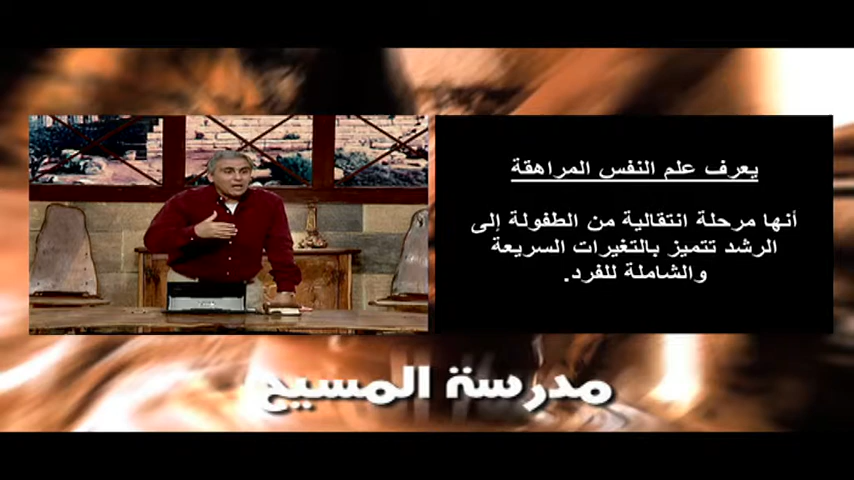 يعرف علم النفس المراهقة
أنها مرحلة انتقالية من الطفولة إلى
الرشد تتميز بالتغيرات السريعة
والشاملة للفرد.
مدرسة المسيح